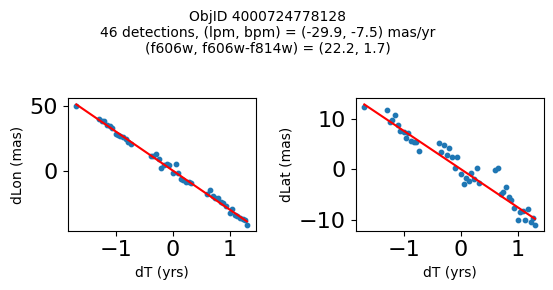 ObjID 4000724778128
46 detections, (lpm, bpm) = (-29.9, -7.5) mas/yr
(f606w, f606w-f814w) = (22.2, 1.7)
dLon (mas)
50
0
−1
0
1
dT (yrs)
dLat (mas)
10
0
−10
−1
0
1
dT (yrs)